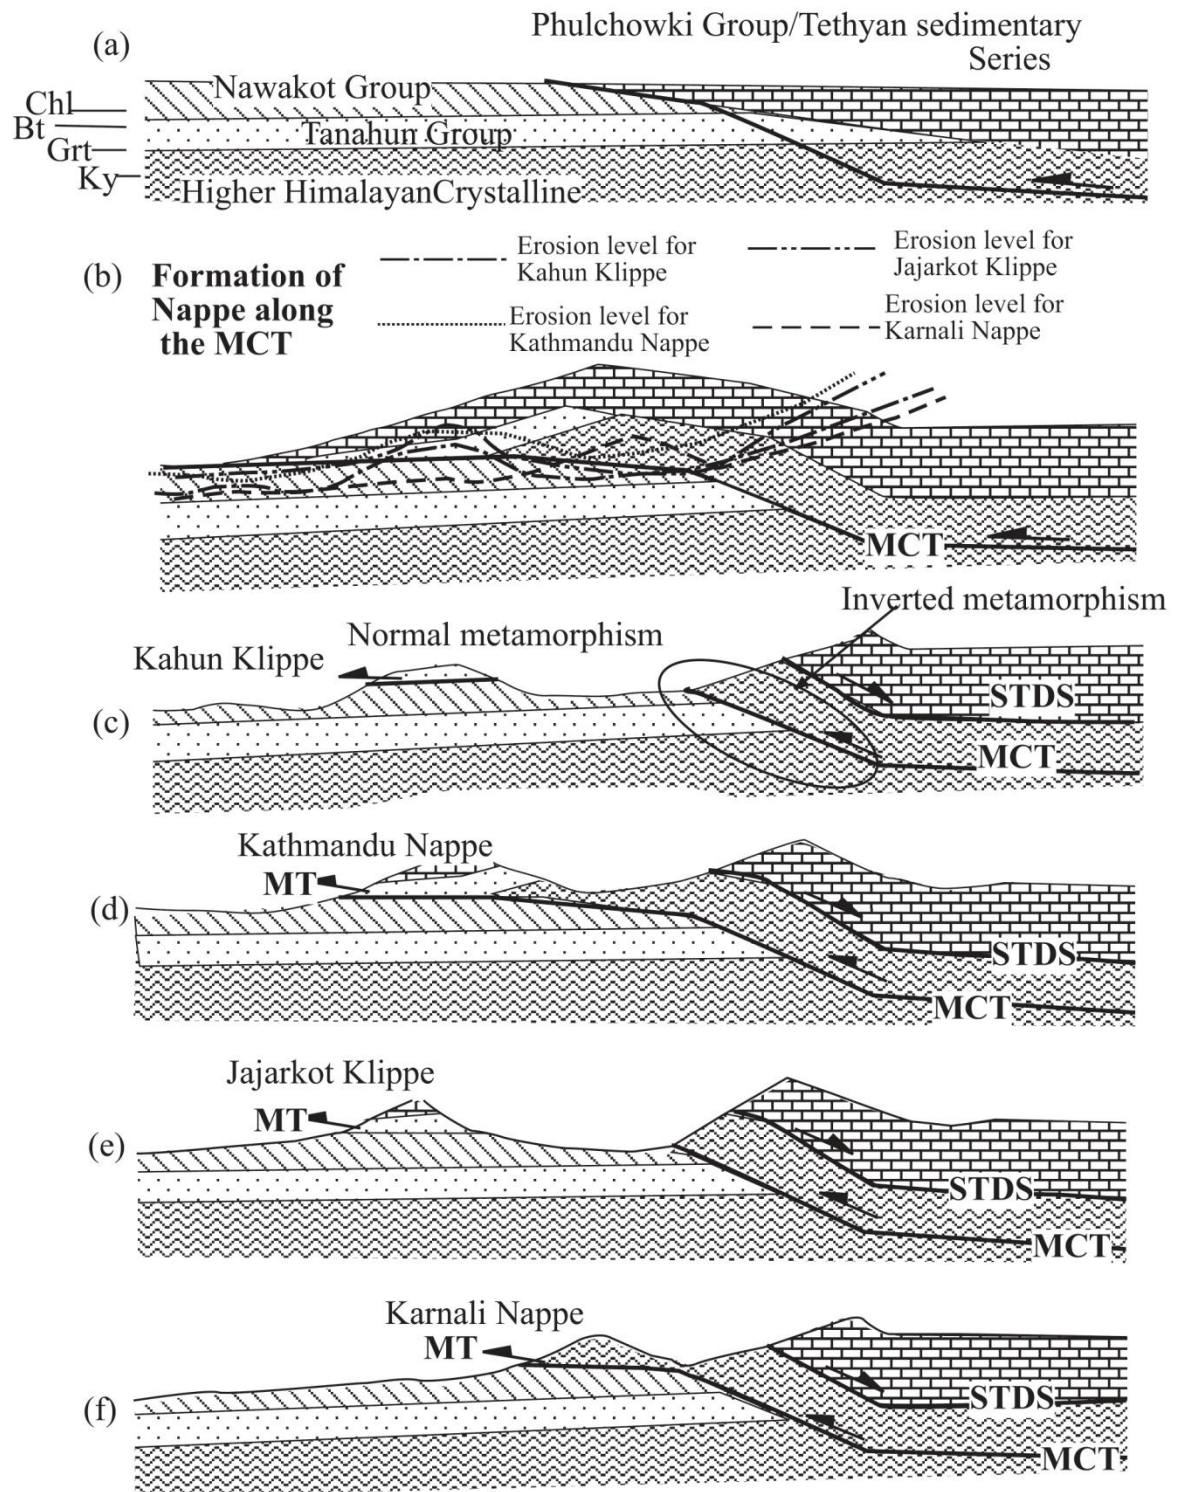 (a)
Phulchowki Group/Tethyan sedimentary
Series
Nawakot Group
Chl
Bt
Tanahun Group
Grt
Ky
Higher HimalayanCrystalline
(b)
Formation of
Nappe along
the MCT
Erosion level for
Kahun Klippe
Erosion level for
Jajarkot Klippe
Erosion level for
Kathmandu Nappe
Erosion level for
Karnali Nappe
MCT
Inverted metamorphism
Normal metamorphism
Kahun Klippe
(c)
STDS
MCT
Kathmandu Nappe
MT
(d)
STDS
MCT
Jajarkot Klippe
MT
(e)
STDS
MCT
Karnali Nappe
MT
(f)
STDS
MCT